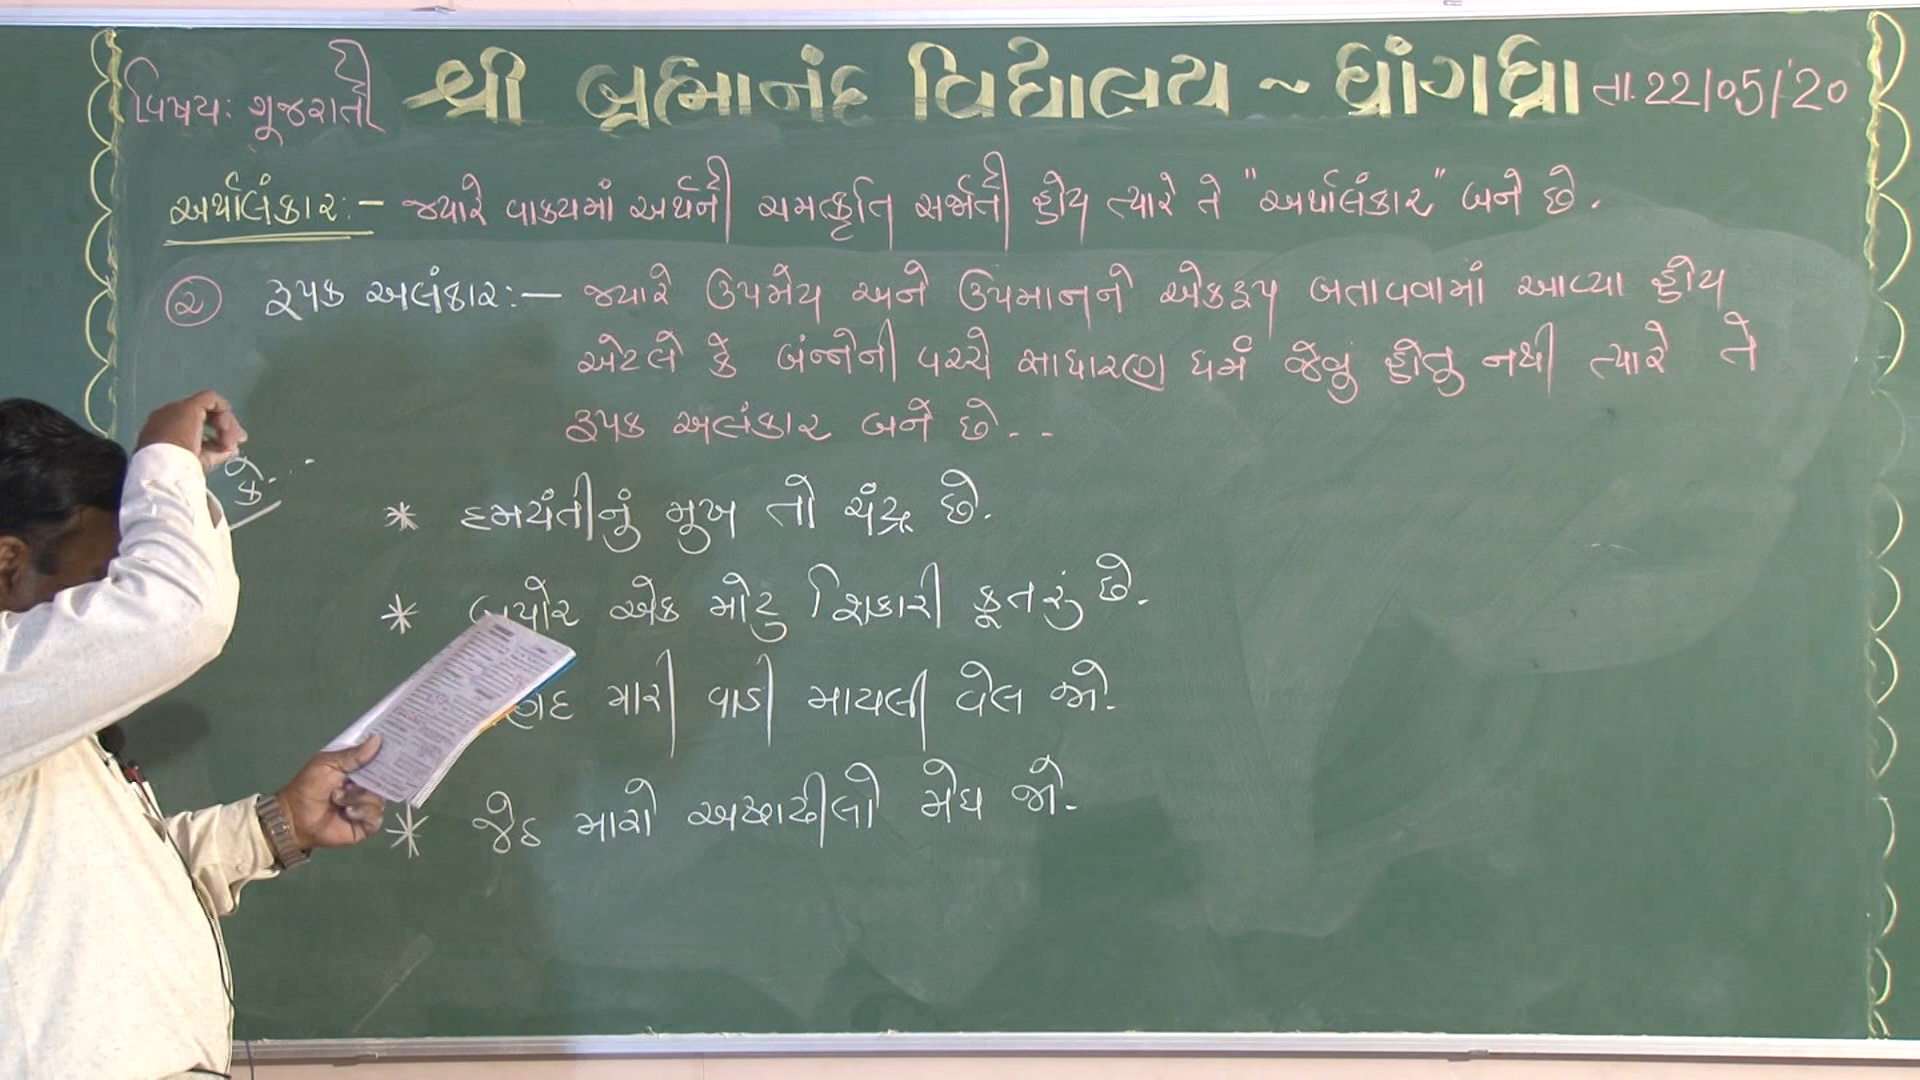 વિષય: ગૂજરાતી શ્રી બ્રહ્માનંદ વિદ્યાલય ~ ધ્રાંગધ્રા તા. 22/05/'20
અર્થાલંકાર:- જ્યારે વાક્યમાં અર્થની ચમત્કૃતિ સર્જાતી હોય ત્યારે તે "અર્થાલંકાર" બને છે.
૨ રૂપક અલંકાર:- જ્યારે ઉપમેય અને ઉપમાનને એકરૂપ બતાવવામાં આવ્યા હોય
એટલે કે બંન્નેની વચ્ચે સાધારણ ધર્મ જેવું હોતુ નથી ત્યારે તે
રૂપક અલંકાર બને છે..
કે...
* દમયંતીનું મુખ તો ચંદ્ર છે.
* બપોર એક મોટુ શિકારી કૂતરું છે.
મારી વાડી માયલી વેલ જો.
* જેઠ મારો અષાઢીલો મેઘ જો.